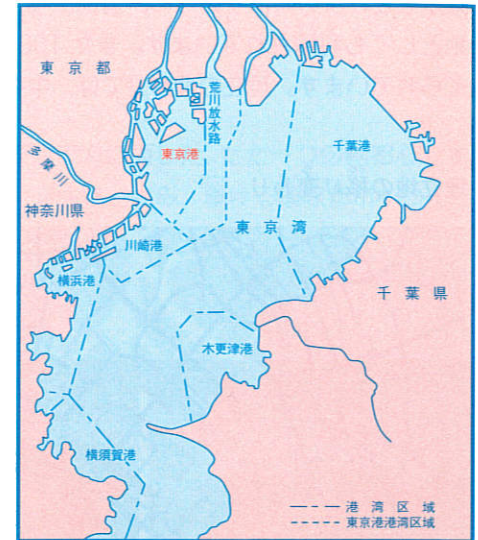 東京都
荒川放水路
東京港
千葉港
多摩川
神奈川県
東京湾
川崎港
横浜港
千葉県
木更津港
横須賀港
港湾区域
東京港港湾区域